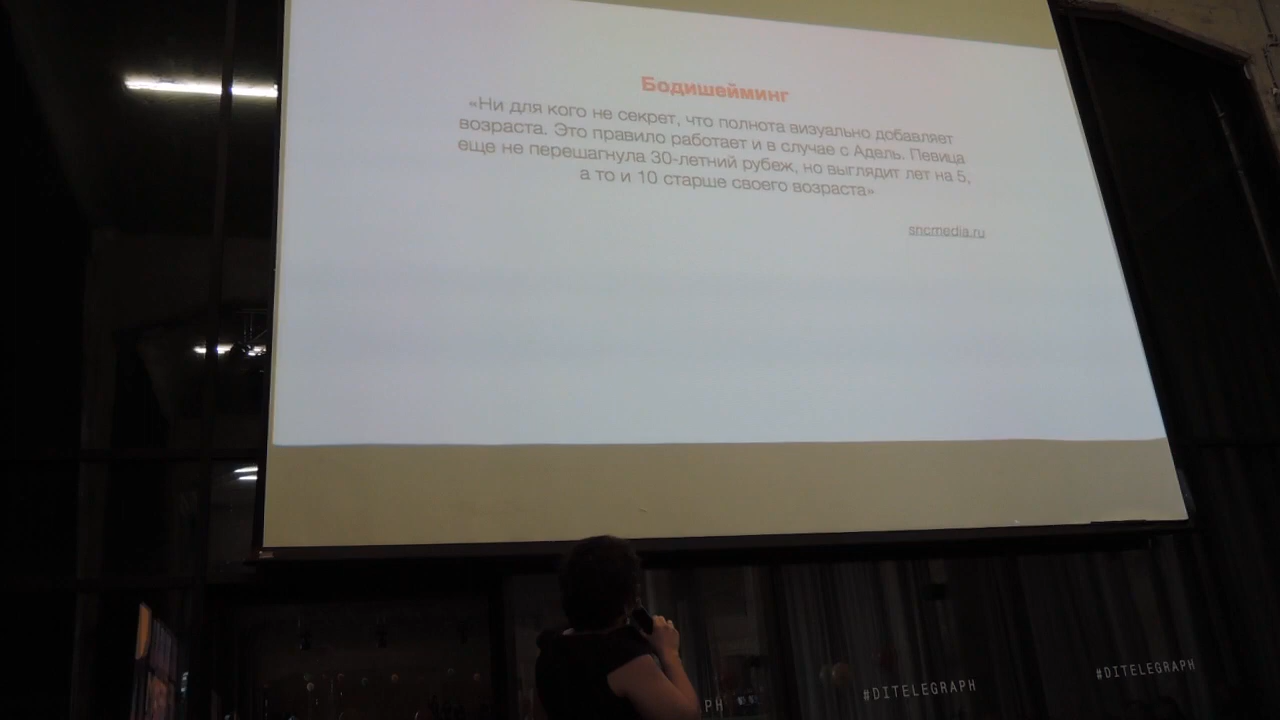 Бодишейминг
«Ни для кого не секрет, что полнота визуально добавляет
возраста. Это правило работает и в случае с Адель. Певица
еще не перешагнула 30-летний рубеж, но выглядит лет на 5,
а то и 10 старше своего возраста»
sncmedia.ru
PH
#DITELEGRAPH
#DITELEGRAPH